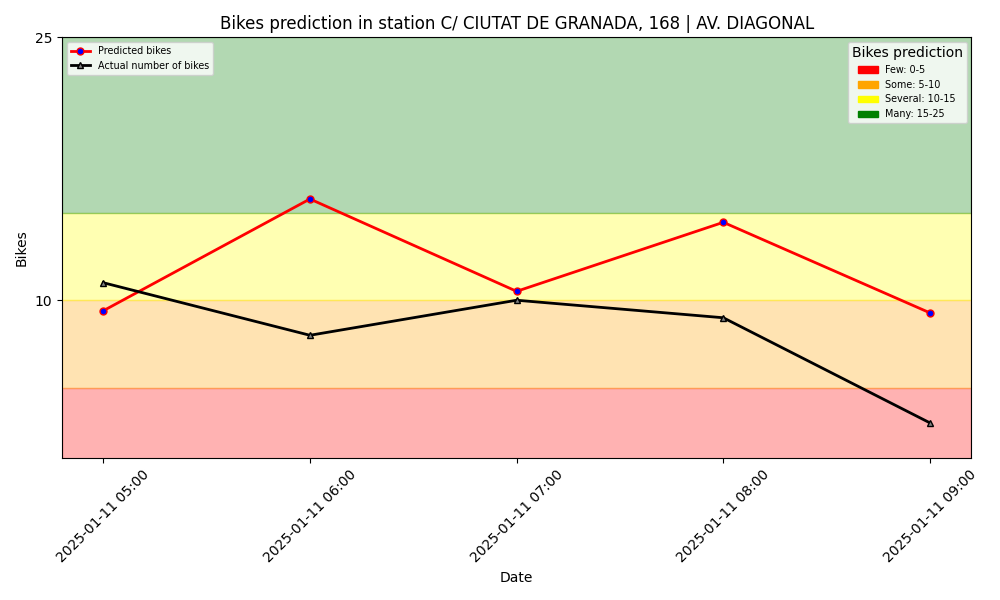 Bikes prediction in station C/ CIUTAT DE GRANADA, 168 | AV. DIAGONAL
25
10
Bikes
Predicted bikes
Actual number of bikes
Bikes prediction
Few: 0-5
Some: 5-10
Several: 10-15
Many: 15-25
2025-01-11 05:00
2025-01-11 06:00
2025-01-11 07:00
2025-01-11 08:00
2025-01-11 09:00
Date